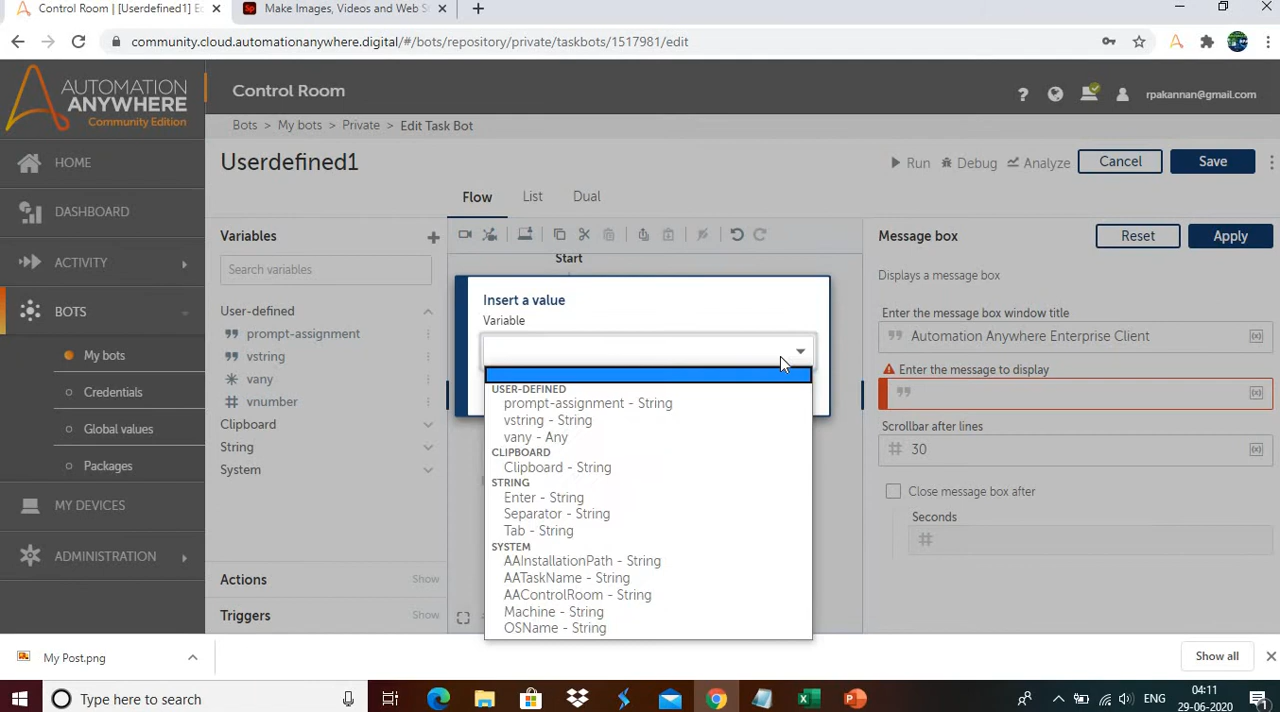 Control Room | [Userdefined1] Ec
Make Images, Videos and Web S
community.cloud.automationanywhere.digital/#/bots/repository/private/taskbots/1517981/edit
AUTOMATION
ANYWHERE
Community Edition
Control Room
rpakannan@gmail.com
Bots > My bots > Private > Edit Task Bot
HOME
DASHBOARD
ACTIVITY
BOTS
My bots
Credentials
Global values
Packages
MY DEVICES
ADMINISTRATION
Userdefined1
Run
Debug
Analyze
Cancel
Save
Flow
List
Dual
Variables
Search variables
User-defined
prompt-assignment
vstring
vany
vnumber
Clipboard
String
System
Actions
Show
Triggers
Show
Start
Insert a value
Variable
USER-DEFINED
prompt-assignment - String
vstring - String
vany - Any
CLIPBOARD
Clipboard - String
STRING
Enter - String
Separator - String
Tab - String
SYSTEM
AAInstallationPath - String
AATaskName - String
AAControlRoom - String
Machine - String
OSName - String
Message box
Reset
Apply
Displays a message box
Enter the message box window title
Automation Anywhere Enterprise Client
(x)
Enter the message to display
(x)
Scrollbar after lines
30
(x)
Close message box after
Seconds
My Post.png
Show all
Type here to search
ENG
04:11
29-06-2020
1